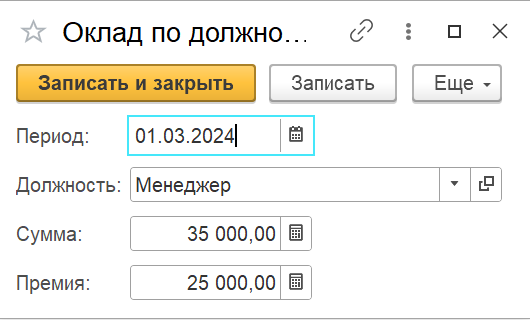 Оклад по должно...
Записать и закрыть Записать Еще
Период: 01.03.2024
Должность: Менеджер
Сумма: 35 000,00
Премия: 25 000,00